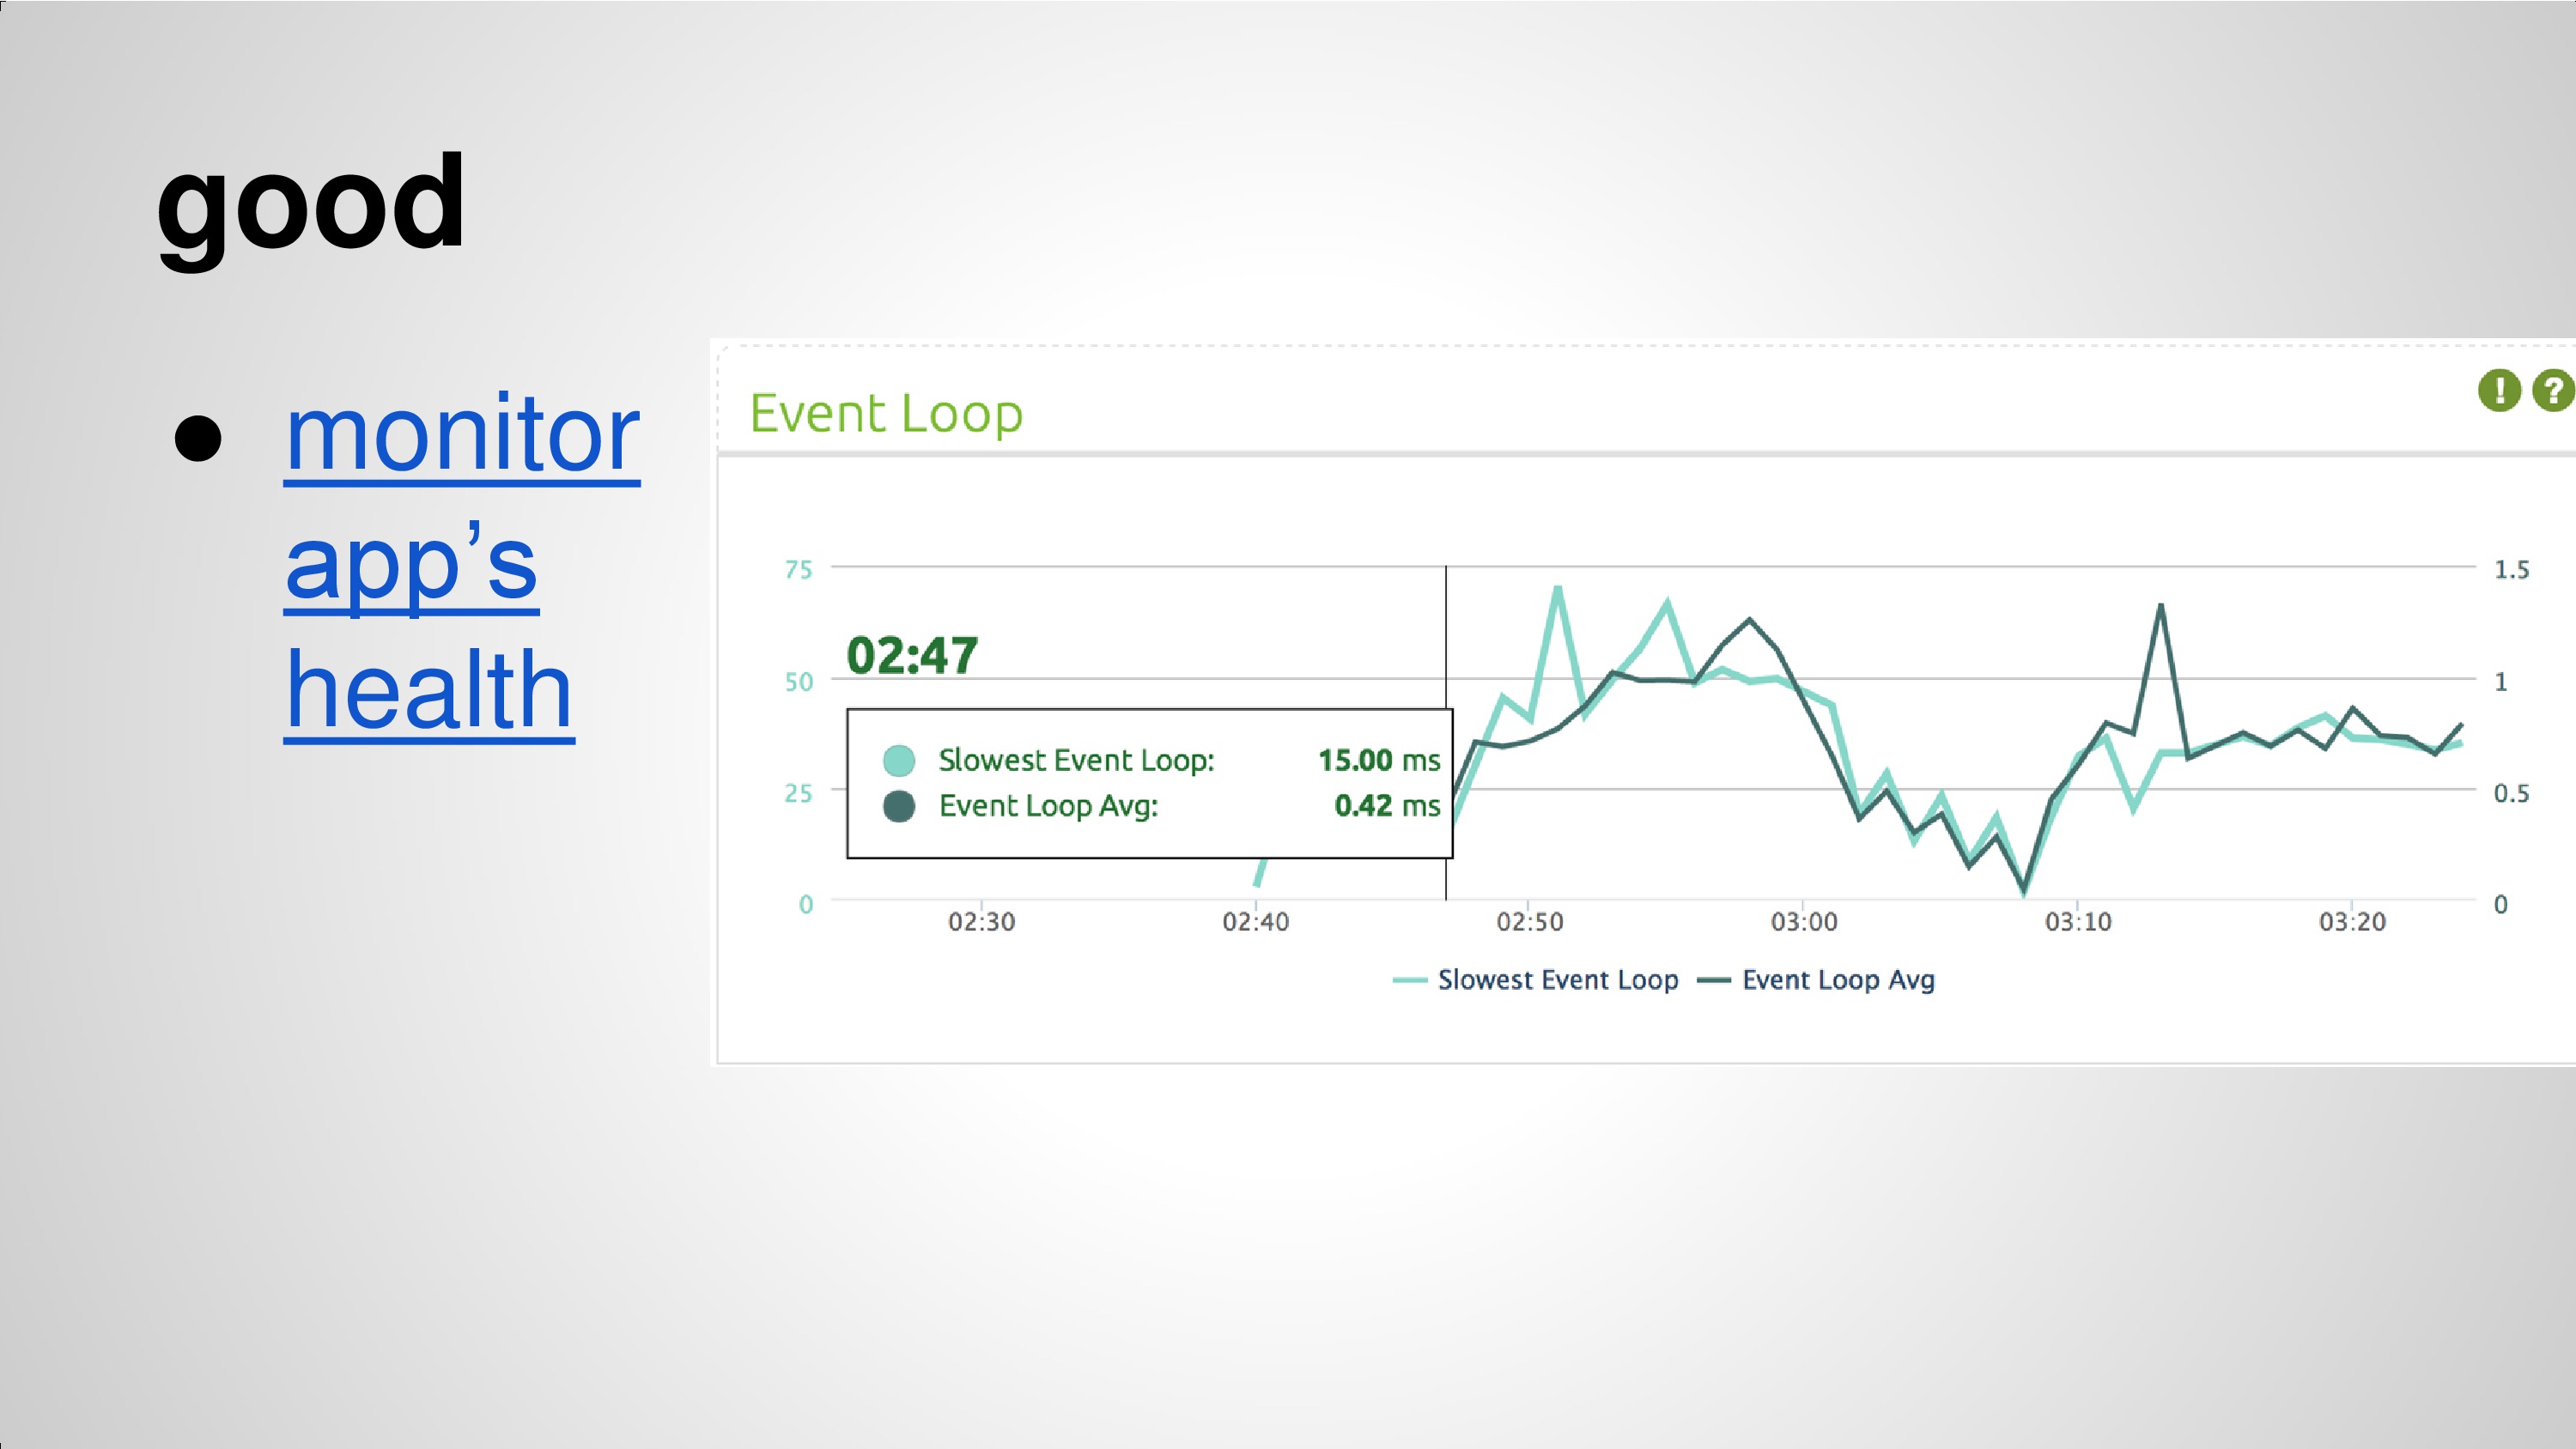 good
● monitor
app’s
health
Event Loop
! ?
75 1.5
02:47
50 1
Slowest Event Loop: 15.00 ms
25 0.5
Event Loop Avg: 0.42 ms
0 0
02:30 02:40 02:50 03:00 03:10 03:20
Slowest Event Loop Event Loop Avg